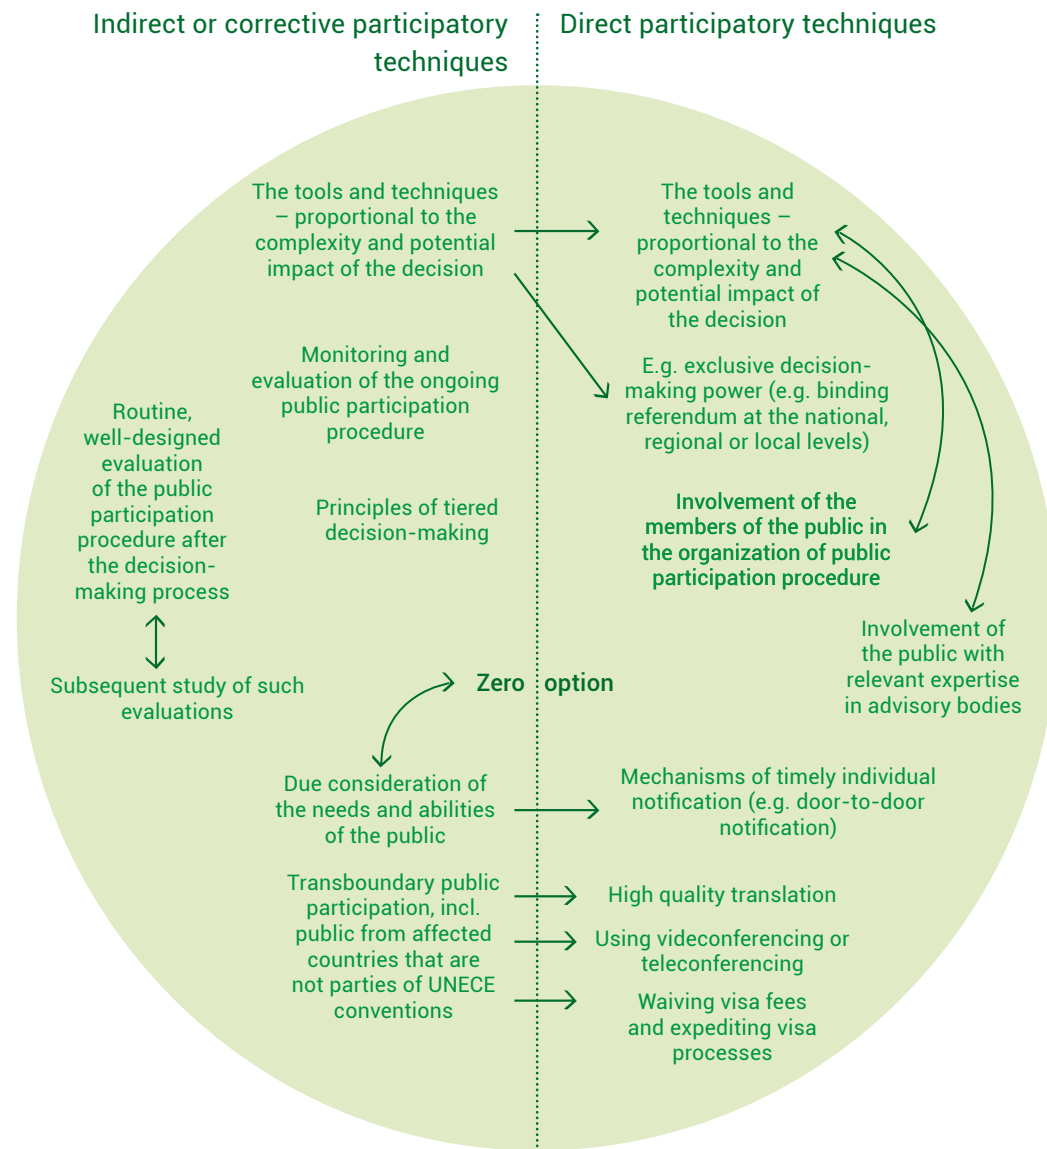 Indirect or corrective participatory
techniques
Direct participatory techniques
The tools and techniques
– proportional to the
complexity and potential
impact of the decision
Monitoring and
evaluation of the ongoing
public participation
procedure
Routine,
well-designed
evaluation
of the public
participation
procedure after
the decision-
making process
Principles of tiered
decision-making
Subsequent study of such
evaluations
The tools and
techniques –
proportional to the
complexity and
potential impact of
the decision
E.g. exclusive decision-
making power (e.g. binding
referendum at the national,
regional or local levels)
Involvement of the
members of the public in
the organization of public
participation procedure
Involvement of
the public with
relevant expertise
in advisory bodies
Zero option
Due consideration of
the needs and abilities
of the public
Mechanisms of timely individual
notification (e.g. door-to-door
notification)
Transboundary public
participation, incl.
public from affected
countries that are
not parties of UNECE
conventions
High quality translation
Using videconferencing or
teleconferencing
Waiving visa fees
and expediting visa
processes